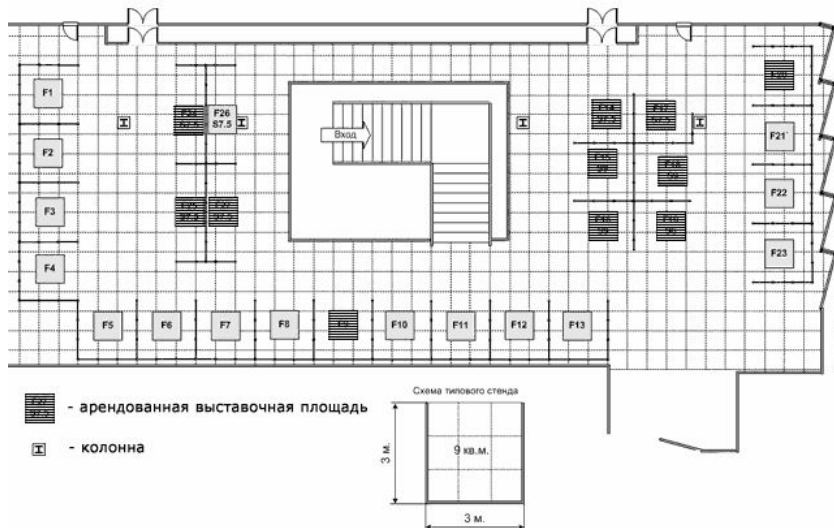 F1
F26
S7.5
Вход
F21
F2
F22
F3
F23
F4
F5
F6
F7
F8
F10
F11
F12
F13
Схема типового стенда
- арендованная выставочная площадь
- колонна
3 м.
9 кв.м.
3 м.